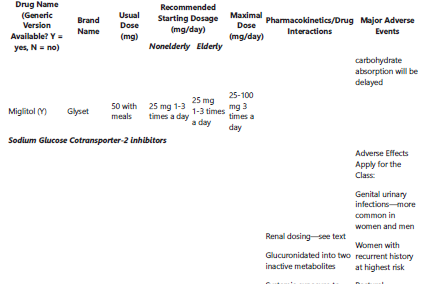 Drug Name
(Generic
Version
Available? Y =
yes, N = no)
Brand
Name
Usual
Dose
(mg)
Recommended
Starting Dosage
(mg/day)
Nonelderly Elderly
Maximal
Dose
(mg/day)
Pharmacokinetics/Drug
Interactions
Major Adverse
Events
carbohydrate
absorption will be
delayed
Miglitol (Y)
Glyset
50 with
meals
25 mg 1-3
times a day
25 mg
1-3 times
a day
25-100
mg 3
times a
day
Sodium Glucose Cotransporter-2 inhibitors
Renal dosing—see text
Glucuronidated into two
inactive metabolites
Adverse Effects
Apply for the
Class:
Genital urinary
infections—more
common in
women and men
Women with
recurrent history
at highest risk